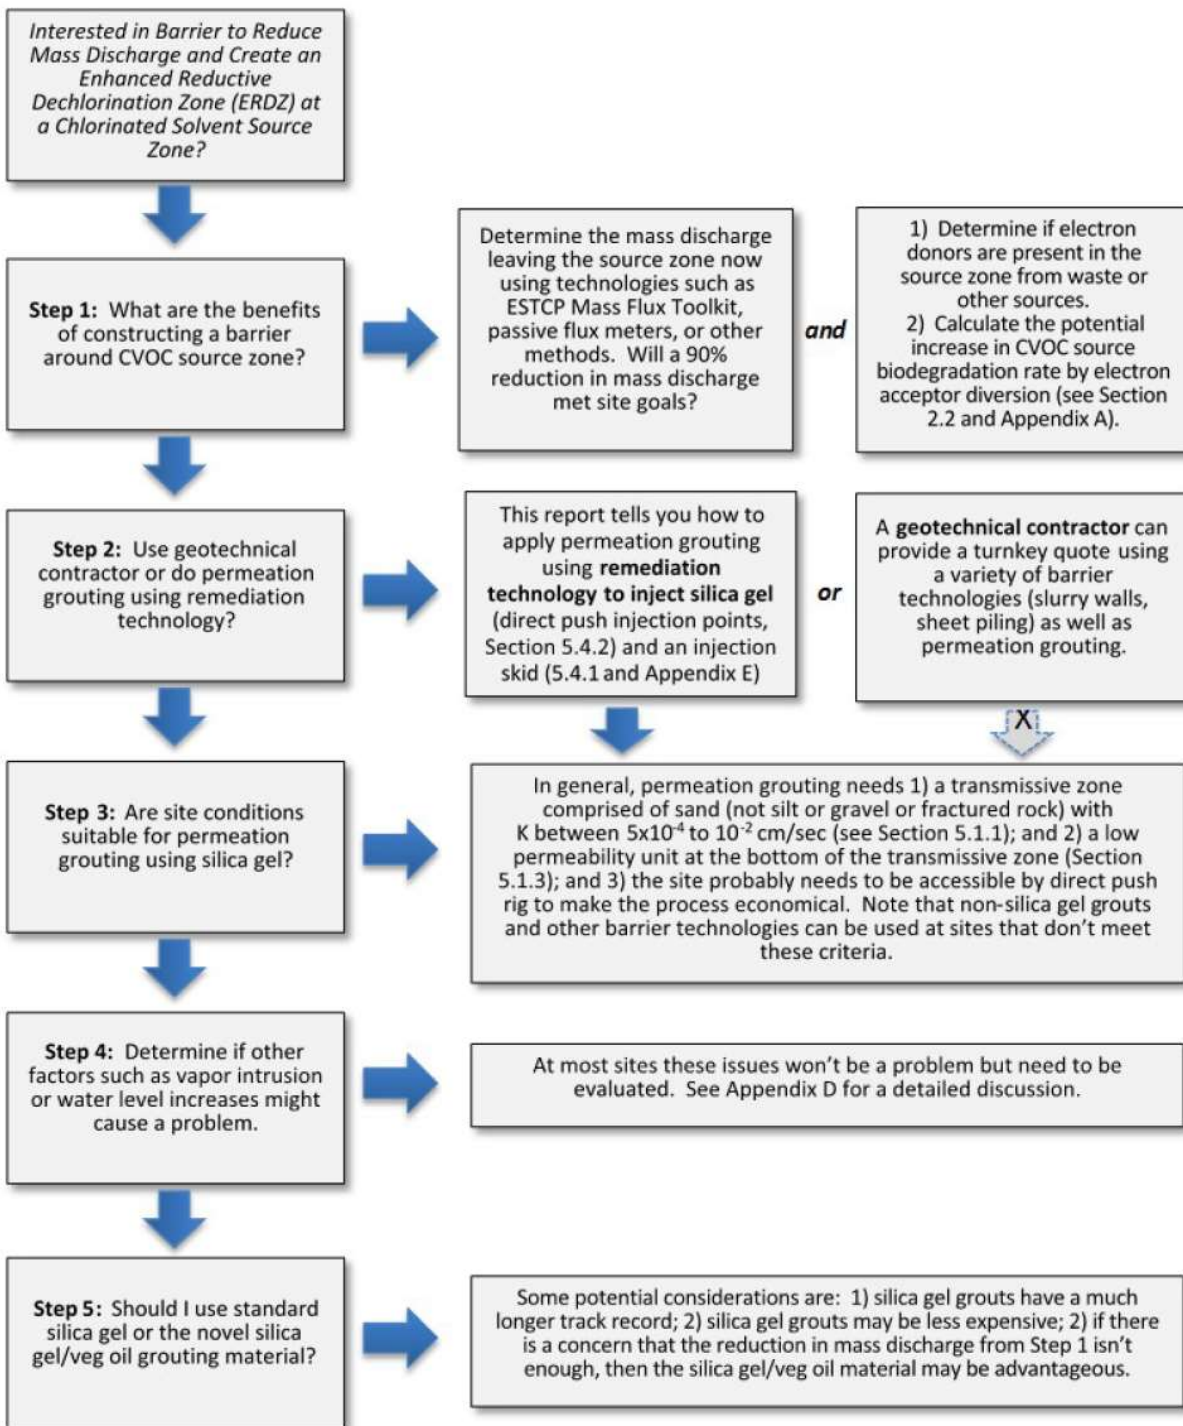 Interested in Barrier to Reduce
Mass Discharge and Create an
Enhanced Reductive
Dechlorination Zone (ERDZ) at
a Chlorinated Solvent Source
Zone?
Step 1: What are the benefits
of constructing a barrier
around CVOC source zone?
Determine the mass discharge
leaving the source zone now
using technologies such as
ESTCP Mass Flux Toolkit,
passive flux meters, or other
methods. Will a 90%
reduction in mass discharge
met site goals?
and
1) Determine if electron
donors are present in the
source zone from waste or
other sources.
2) Calculate the potential
increase in CVOC source
biodegradation rate by electron
acceptor diversion (see Section
2.2 and Appendix A).
Step 2: Use geotechnical
contractor or do permeation
grouting using remediation
technology?
This report tells you how to
apply permeation grouting
using remediation
technology to inject silica gel
(direct push injection points,
Section 5.4.2) and an injection
skid (5.4.1 and Appendix E)
or
A geotechnical contractor can
provide a turnkey quote using
a variety of barrier
technologies (slurry walls,
sheet piling) as well as
permeation grouting.
X
Step 3: Are site conditions
suitable for permeation
grouting using silica gel?
In general, permeation grouting needs 1) a transmissive zone
comprised of sand (not silt or gravel or fractured rock) with
K between 5x10⁻⁴ to 10⁻² cm/sec (see Section 5.1.1); and 2) a low
permeability unit at the bottom of the transmissive zone (Section
5.1.3); and 3) the site probably needs to be accessible by direct push
rig to make the process economical. Note that non-silica gel grouts
and other barrier technologies can be used at sites that don't meet
these criteria.
Step 4: Determine if other
factors such as vapor intrusion
or water level increases might
cause a problem.
At most sites these issues won't be a problem but need to be
evaluated. See Appendix D for a detailed discussion.
Step 5: Should I use standard
silica gel or the novel silica
gel/veg oil grouting material?
Some potential considerations are: 1) silica gel grouts have a much
longer track record; 2) silica gel grouts may be less expensive; 2) if there
is a concern that the reduction in mass discharge from Step 1 isn't
enough, then the silica gel/veg oil material may be advantageous.